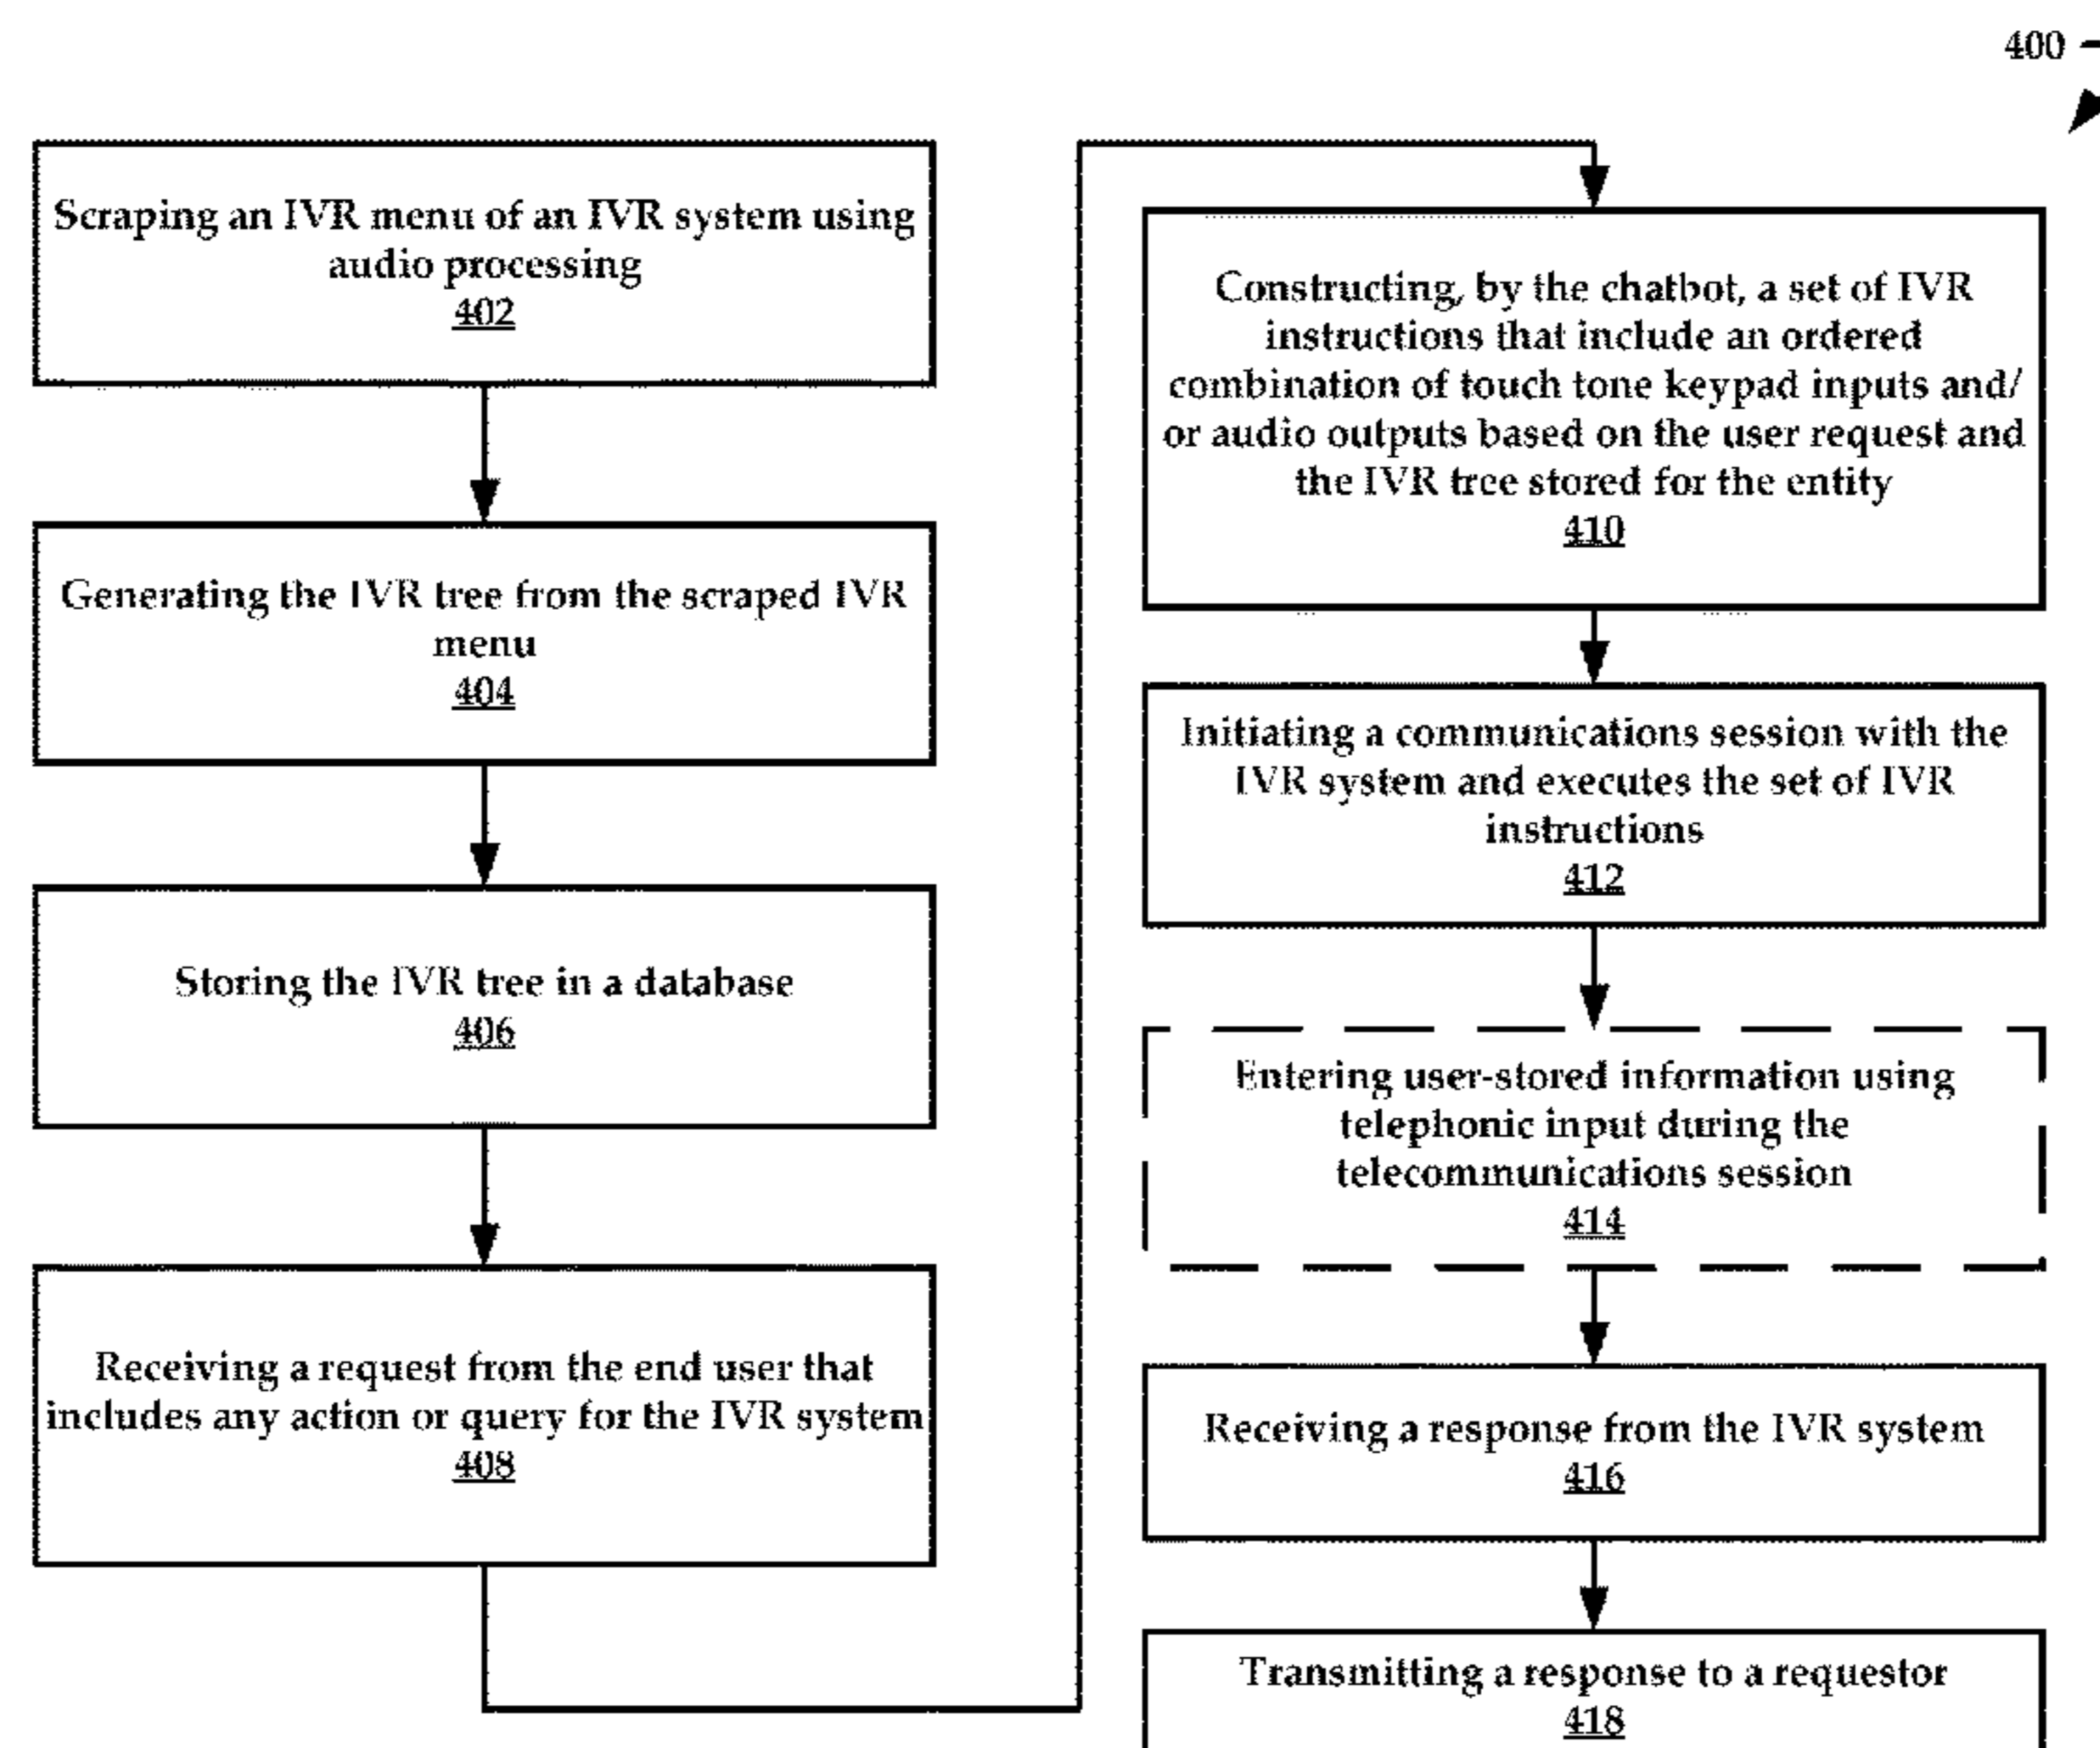 400
Scraping an IVR menu of an IVR system using
audio processing
402
Generating the IVR tree from the scraped IVR
menu
404
Storing the IVR tree in a database
406
Receiving a request from the end user that
includes any action or query for the IVR system
408
Constructing, by the chatbot, a set of IVR
instructions that include an ordered
combination of touch tone keypad inputs and/
or audio outputs based on the user request and
the IVR tree stored for the entity
410
Initiating a communications session with the
IVR system and executes the set of IVR
instructions
412
Entering user-stored information using
telephonic input during the
telecommunications session
414
Receiving a response from the IVR system
416
Transmitting a response to a requestor
418